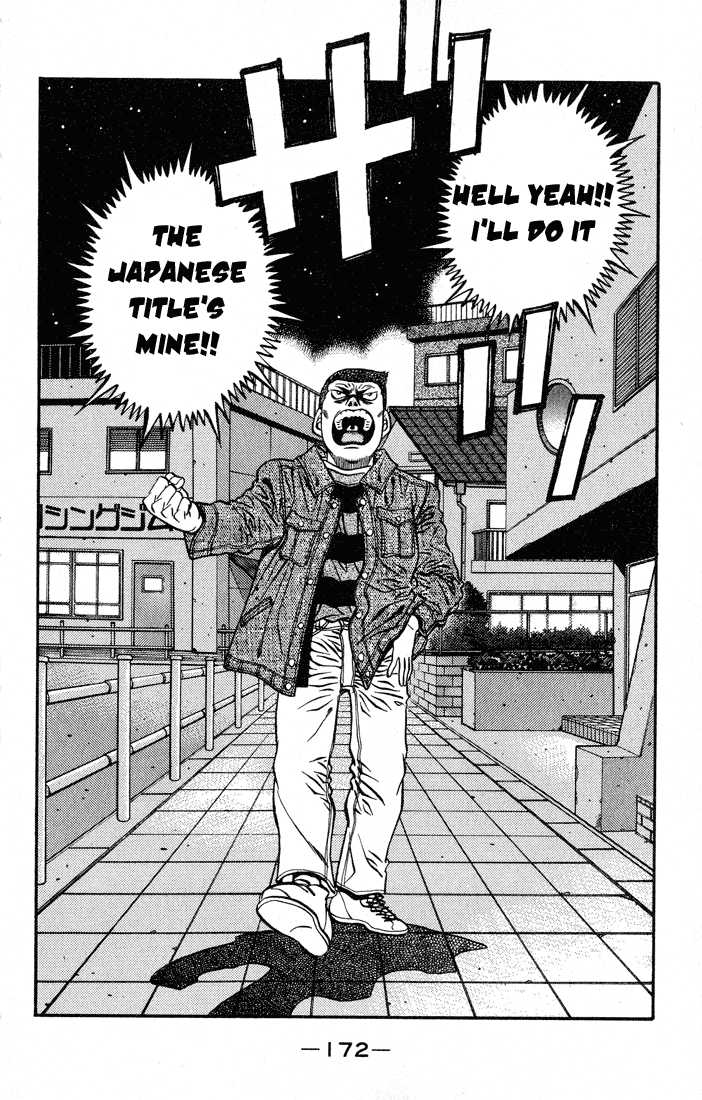 HELL YEAH!!
I'LL DO IT
THE
JAPANESE
TITLE'S
MINE!!
シングジム
—172—